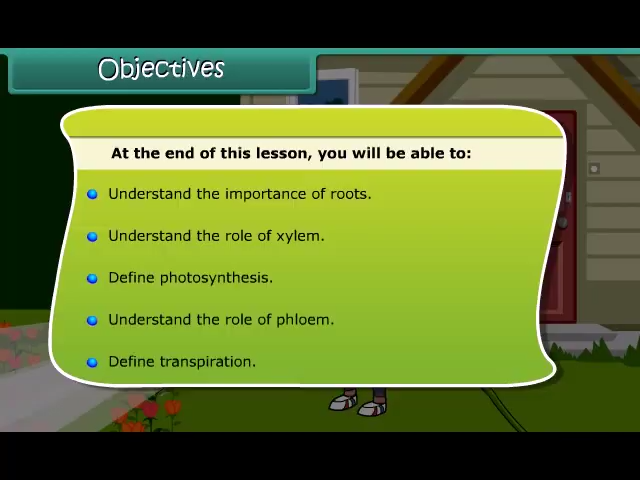 Objectives
At the end of this lesson, you will be able to:
Understand the importance of roots.
Understand the role of xylem.
Define photosynthesis.
Understand the role of phloem.
Define transpiration.